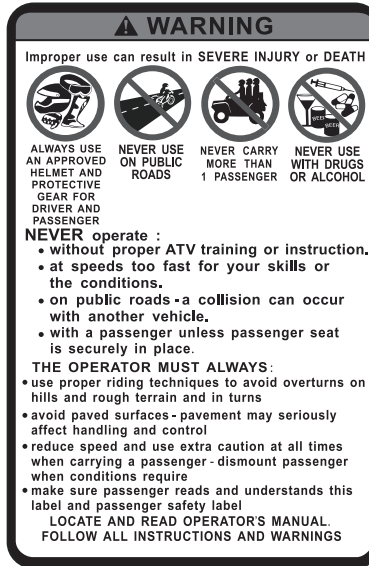 WARNING
Improper use can result in SEVERE INJURY or DEATH
ALWAYS USE
AN APPROVED
HELMET AND
PROTECTIVE
GEAR FOR
DRIVER AND
PASSENGER
NEVER USE
ON PUBLIC
ROADS
NEVER CARRY
MORE THAN
1 PASSENGER
BEER
BEER
NEVER USE
WITH DRUGS
OR ALCOHOL
NEVER operate :
• without proper ATV training or instruction.
• at speeds too fast for your skills or
the conditions.
• on public roads - a collision can occur
with another vehicle.
• with a passenger unless passenger seat
is securely in place.
THE OPERATOR MUST ALWAYS:
• use proper riding techniques to avoid overturns on
hills and rough terrain and in turns
• avoid paved surfaces - pavement may seriously
affect handling and control
• reduce speed and use extra caution at all times
when carrying a passenger - dismount passenger
when conditions require
• make sure passenger reads and understands this
label and passenger safety label
LOCATE AND READ OPERATOR'S MANUAL.
FOLLOW ALL INSTRUCTIONS AND WARNINGS